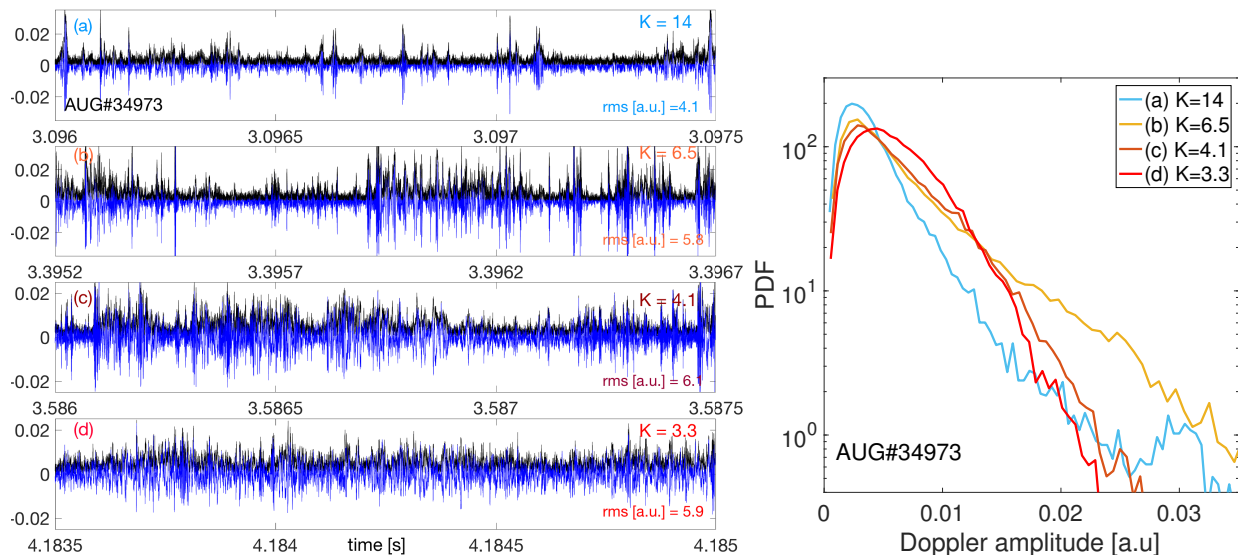 (a)
K = 14
0.02
0
-0.02
AUG#34973
rms [a.u.] =4.1
3.096
3.0965
3.097
3.0975
(b)
K = 6.5
0.02
0
-0.02
rms [a.u.] = 5.8
3.3952
3.3957
3.3962
3.3967
(c)
K = 4.1
0.02
0
-0.02
rms [a.u.] = 6.1
3.586
3.5865
3.587
3.5875
(d)
K = 3.3
0.02
0
-0.02
rms [a.u.] = 5.9
4.1835
4.184
time [s]
4.1845
4.185
(a) K=14
(b) K=6.5
(c) K=4.1
(d) K=3.3
10²
10¹
10⁰
PDF
AUG#34973
0
0.01
0.02
0.03
Doppler amplitude [a.u]